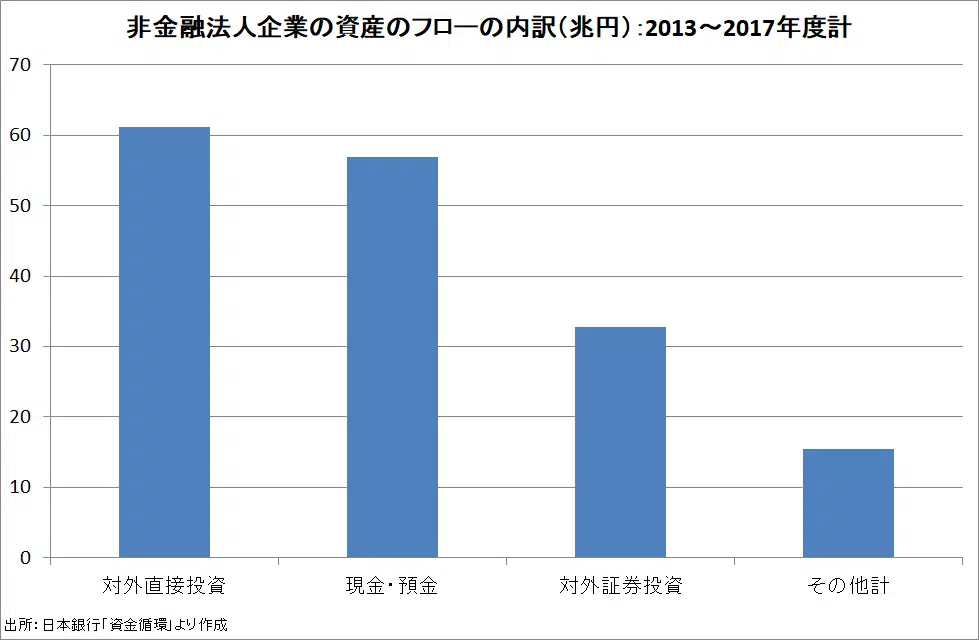 非金融法人企業の資産のフローの内訳（兆円）：2013～2017年度計
70
60
50
40
30
20
10
0
対外直接投資
現金・預金
対外証券投資
その他計
出所：日本銀行「資金循環」より作成